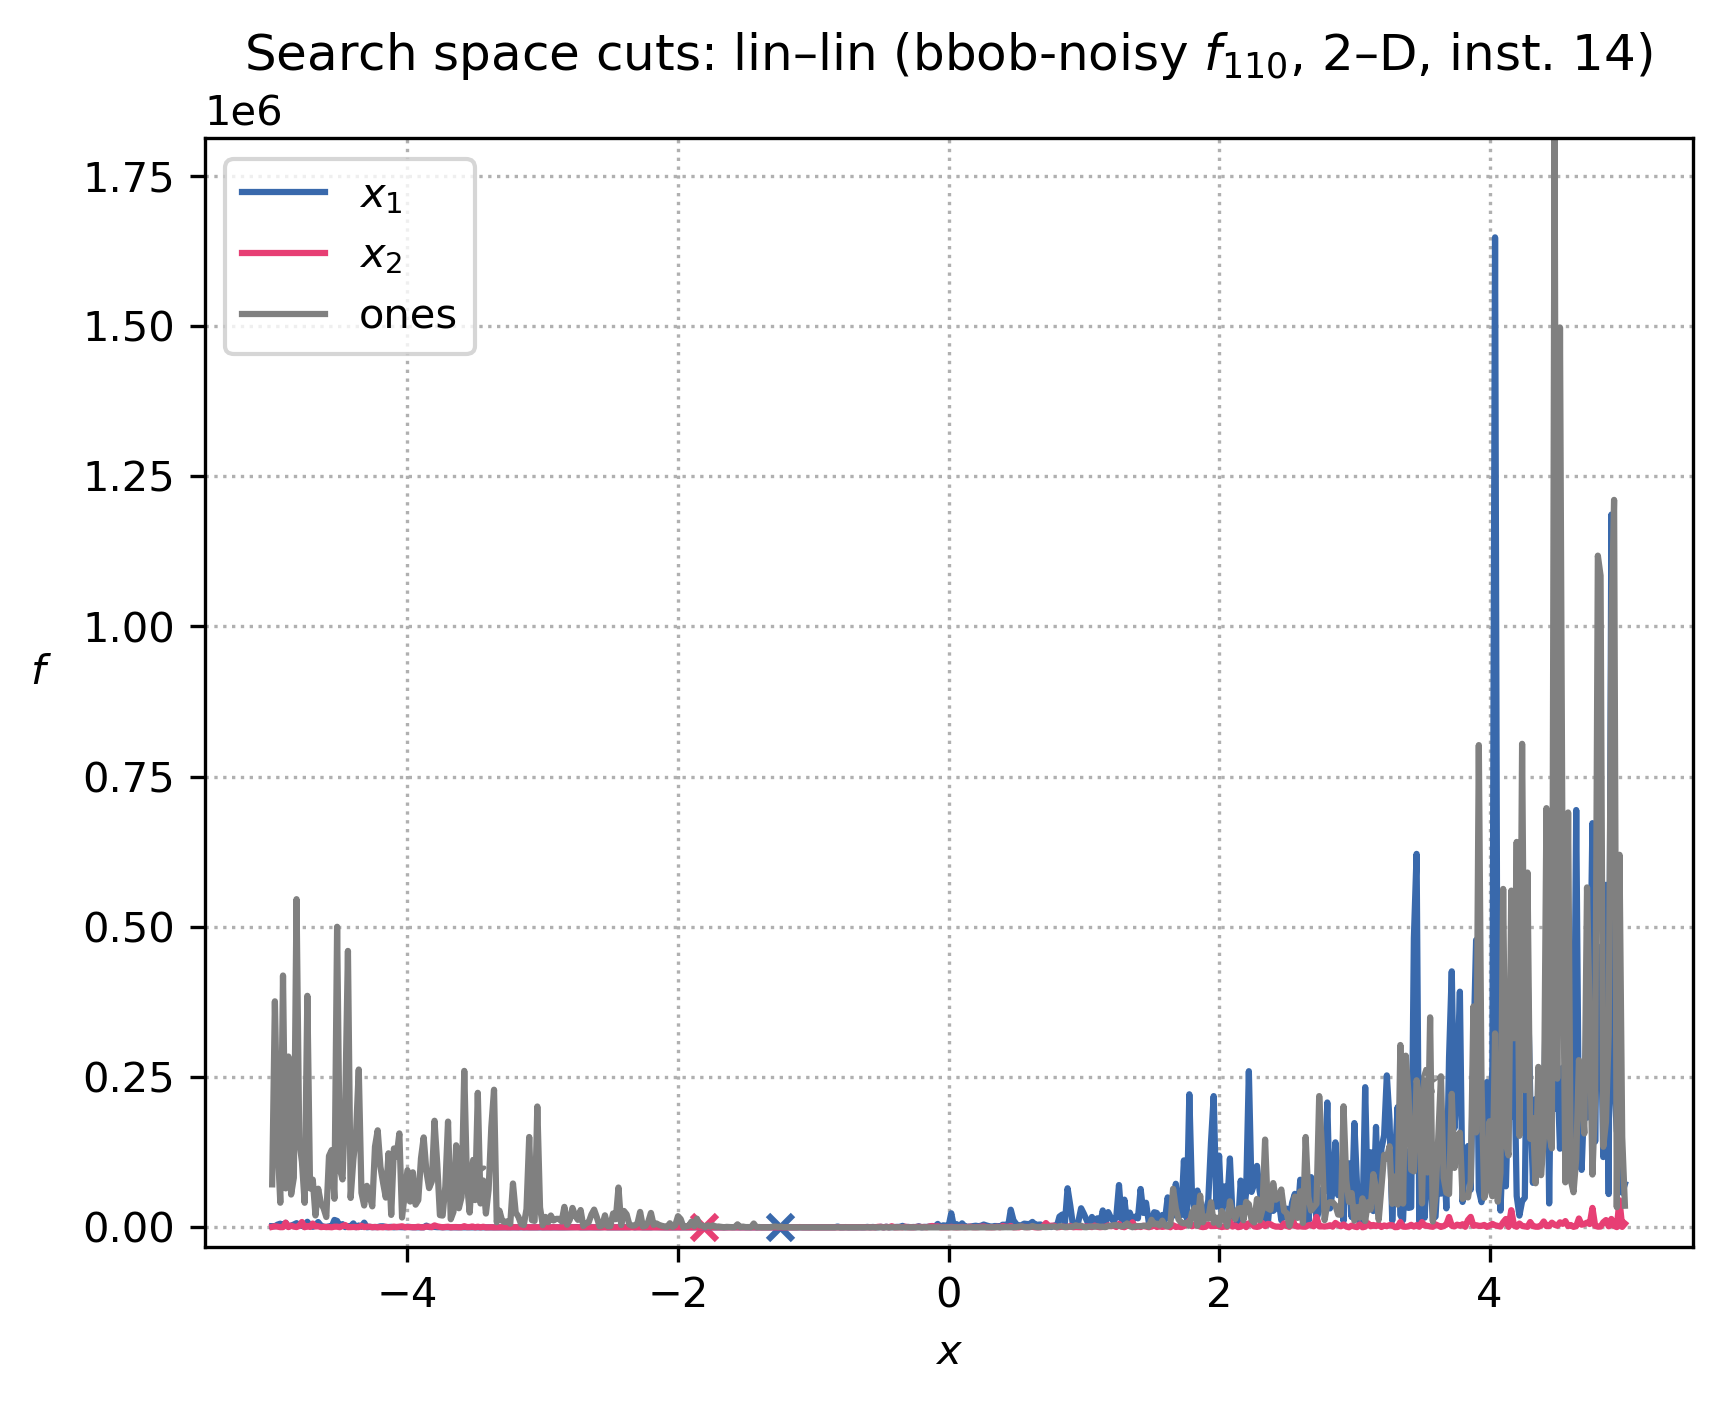 Search space cuts: lin–lin (bbob-noisy f₁₁₀, 2–D, inst. 14)
1e6
x₁
x₂
ones
1.75
1.50
1.25
1.00
0.75
0.50
0.25
0.00
f
−4 −2 0 2 4
x